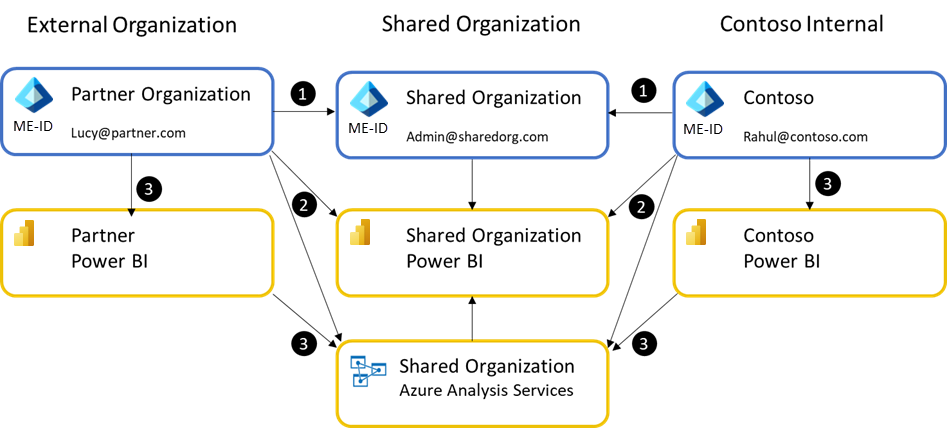 External Organization
Shared Organization
Contoso Internal
ME-ID
Partner Organization
Lucy@partner.com
1
ME-ID
Shared Organization
Admin@sharedorg.com
1
ME-ID
Contoso
Rahul@contoso.com
3
2
2
3
Partner
Power BI
Shared Organization
Power BI
Contoso
Power BI
3
3
Shared Organization
Azure Analysis Services